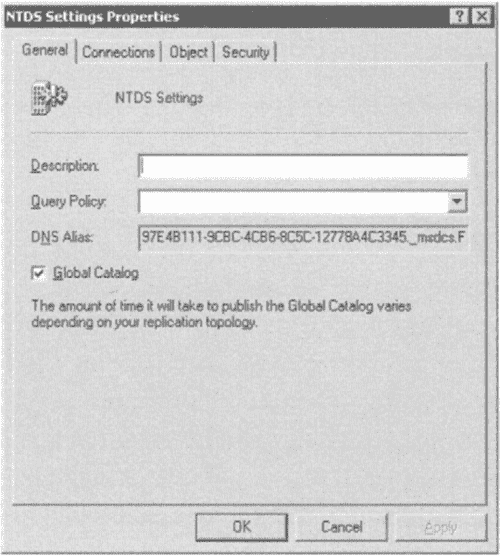 NTDS Settings Properties
General Connections Object Security
NTDS Settings
Description:
Query Policy:
DNS Alias: 97E4B111-9CBC-4CB6-8C5C-12778A4C3345._msdcs.F
Global Catalog
The amount of time it will take to publish the Global Catalog varies
depending on your replication topology.
OK Cancel Apply